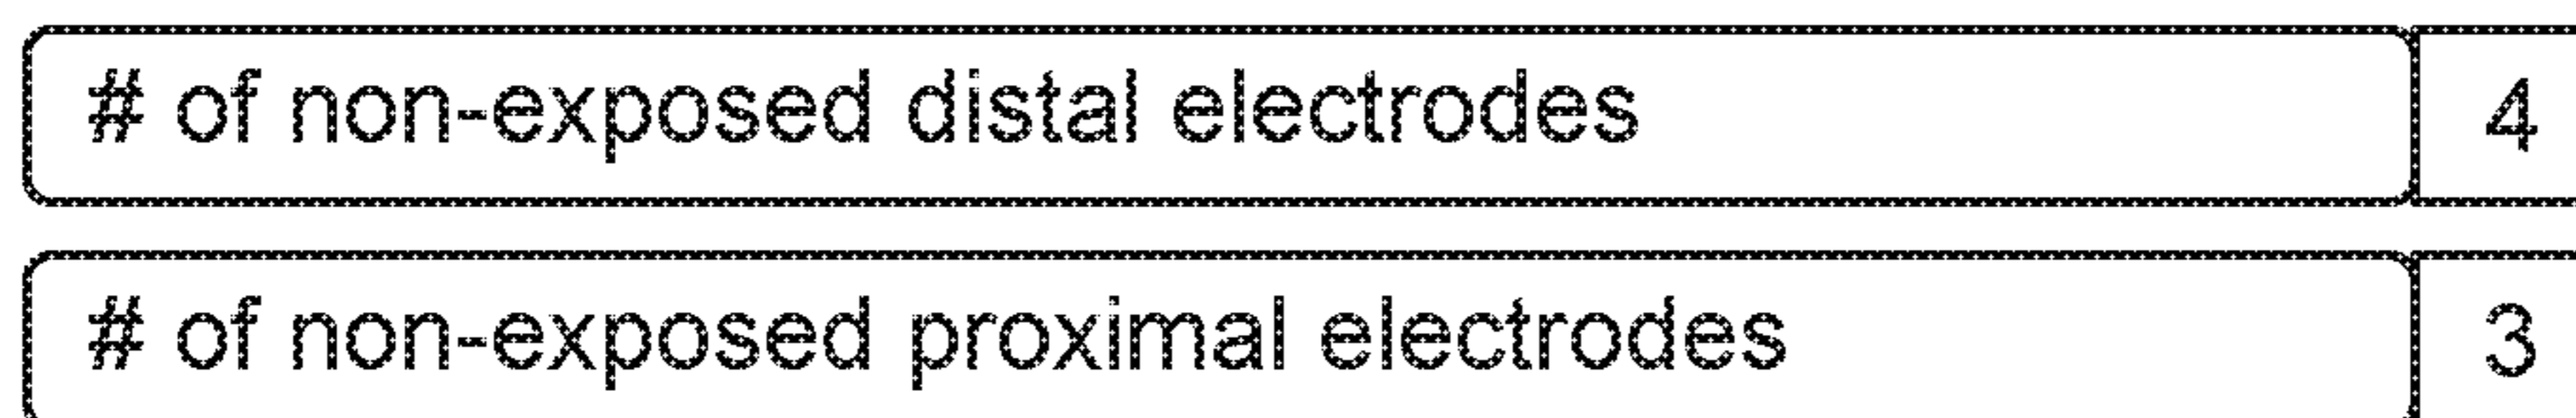 # of non-exposed distal electrodes 4
# of non-exposed proximal electrodes 3